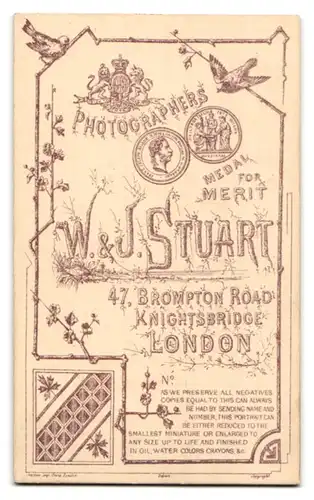 PHOTOGRAPHERS
MEDAL
FOR
MERIT
W. & J. STUART
47, BROMPTON ROAD
KNIGHTSBRIDGE
LONDON
No
AS WE PRESERVE ALL NEGATIVES
COPIES EQUAL TO THIS CAN ALWAYS
BE HAD BY SENDING NAME AND
NUMBER, THIS PORTRAIT CAN
BE EITHER REDUCED TO THE
SMALLEST MINIATURE OR ENLARGED TO
ANY SIZE UP TO LIFE AND FINISHED
IN OIL, WATER COLORS CRAYONS, &c.
Copyright